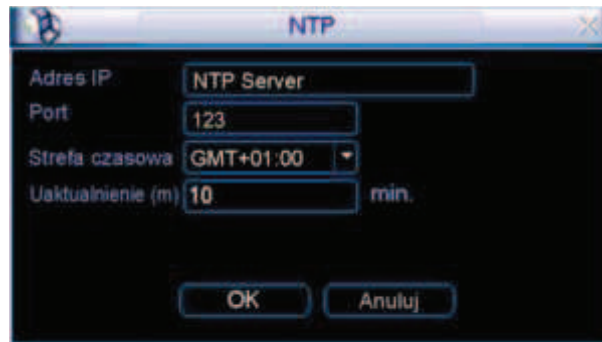 NTP
Adres IP NTP Server
Port 123
Strefa czasowa GMT+01:00
Uaktualnienie (m) 10 min.
OK Anuluj